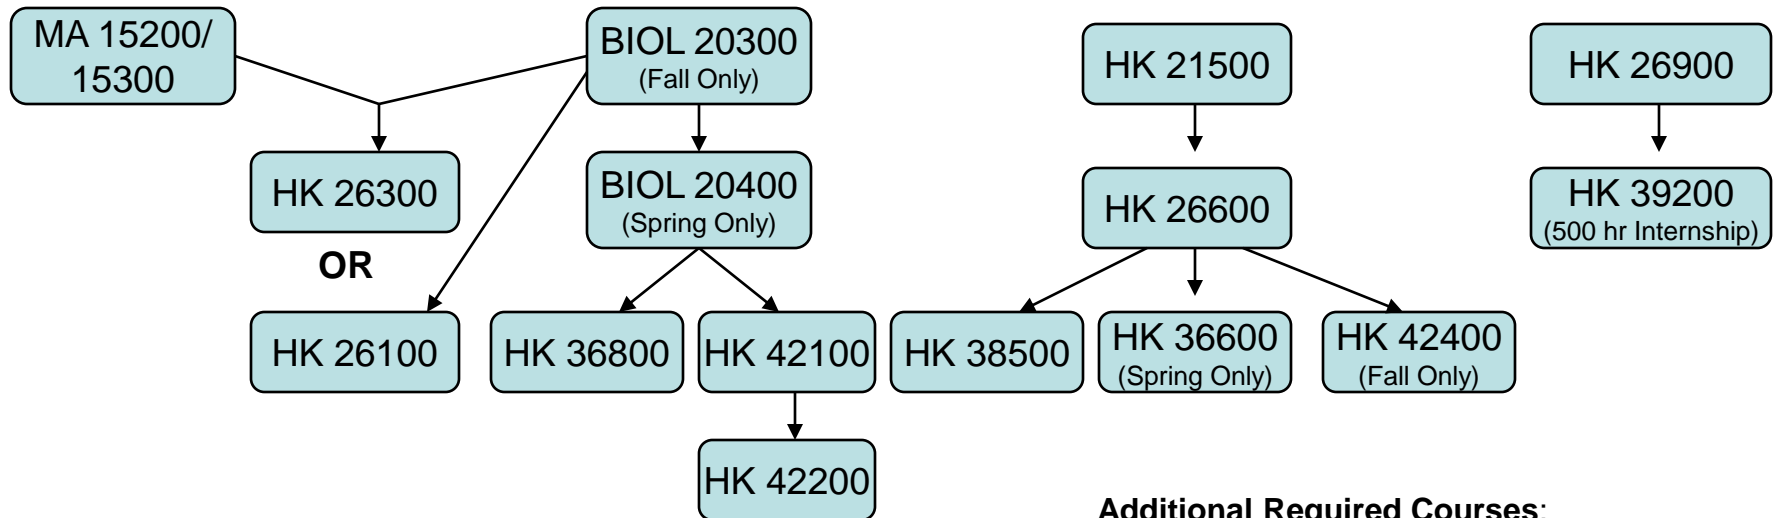 MA 15200/
15300
BIOL 20300
(Fall Only)
HK 21500
HK 26900
HK 26300
BIOL 20400
(Spring Only)
HK 26600
HK 39200
(500 hr Internship)
OR
HK 26100
HK 36800
HK 42100
HK 38500
HK 36600
(Spring Only)
HK 42400
(Fall Only)
HK 42200
Additional Required Courses: